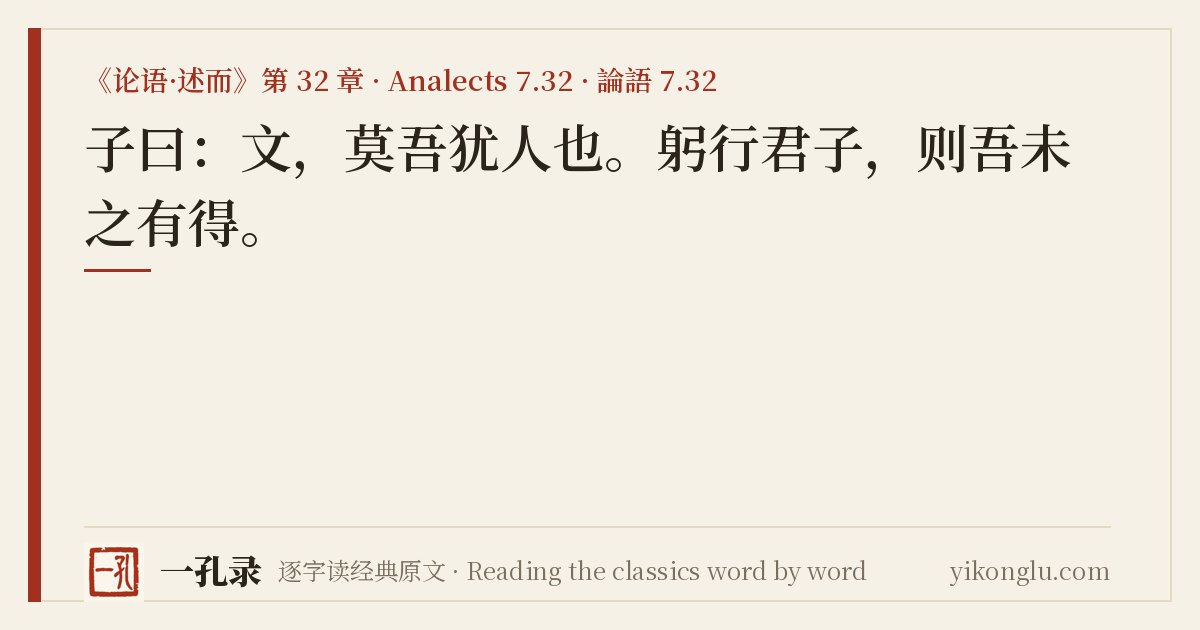 《论语·述而》第 32 章 · Analects 7.32 · 論語 7.32
子曰：文，莫吾犹人也。躬行君子，则吾未
之有得。
一孔
一孔录 逐字读经典原文 · Reading the classics word by word yikonglu.com